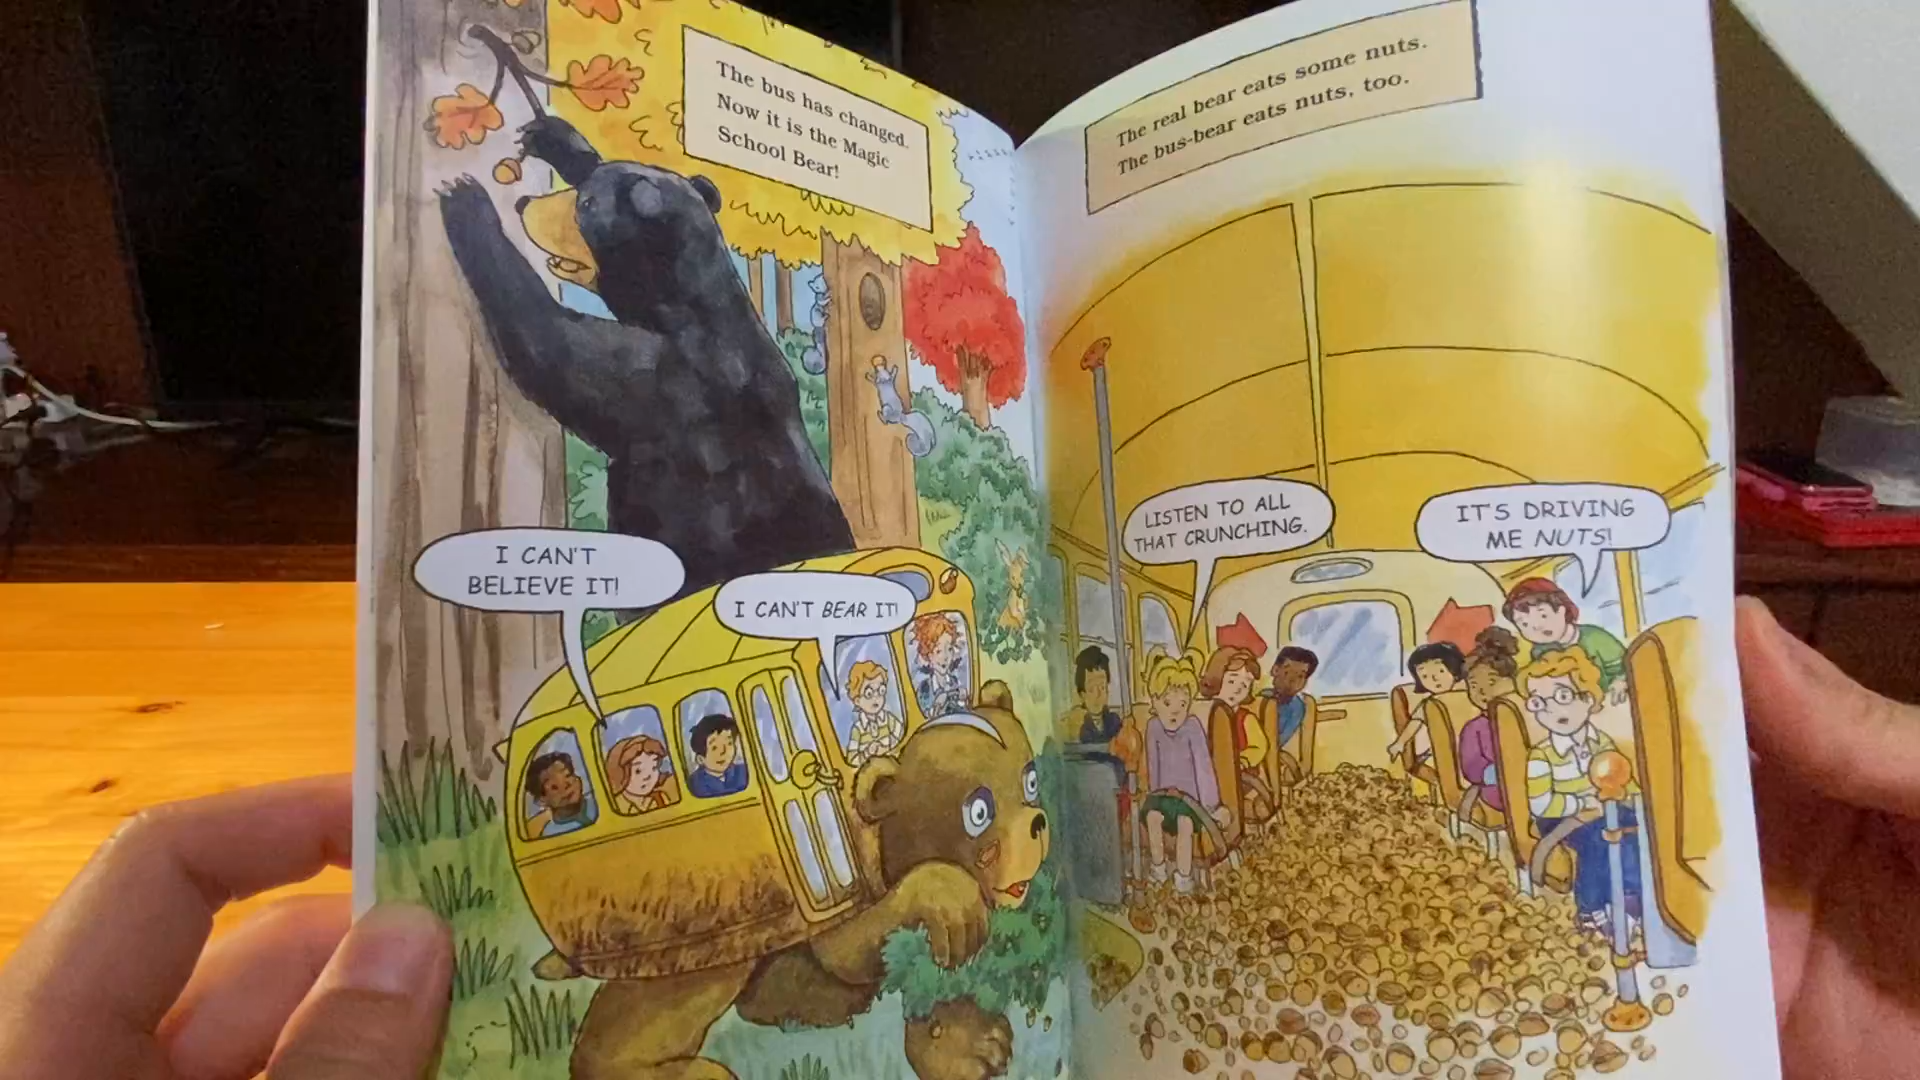 The bus has changed.
Now it is the Magic
School Bear!
I CAN'T
BELIEVE IT!
I CAN'T BEAR IT!
The real bear eats some nuts.
The bus-bear eats nuts, too.
LISTEN TO ALL
THAT CRUNCHING.
IT'S DRIVING
ME NUTS!